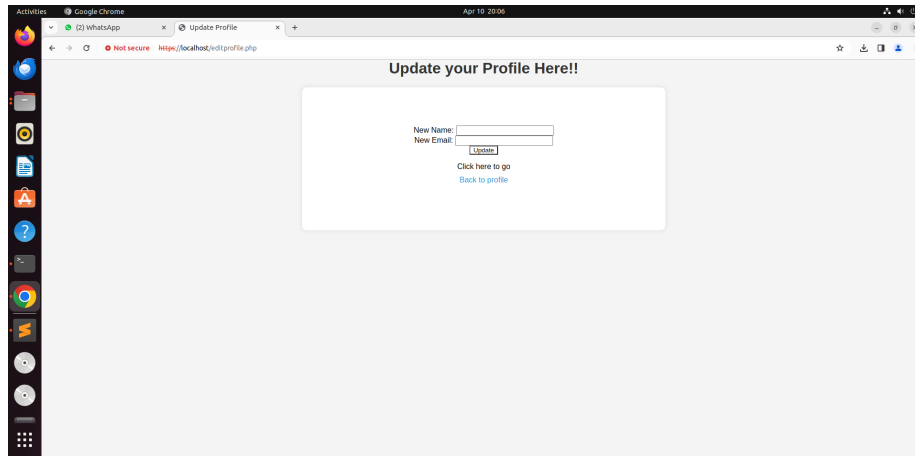 Activities Google Chrome Apr 10 20:06
(2) WhatsApp × Update Profile × +
Not secure https://localhost/editprofile.php
Update your Profile Here!!
New Name:
New Email:
Update
Click here to go
Back to profile